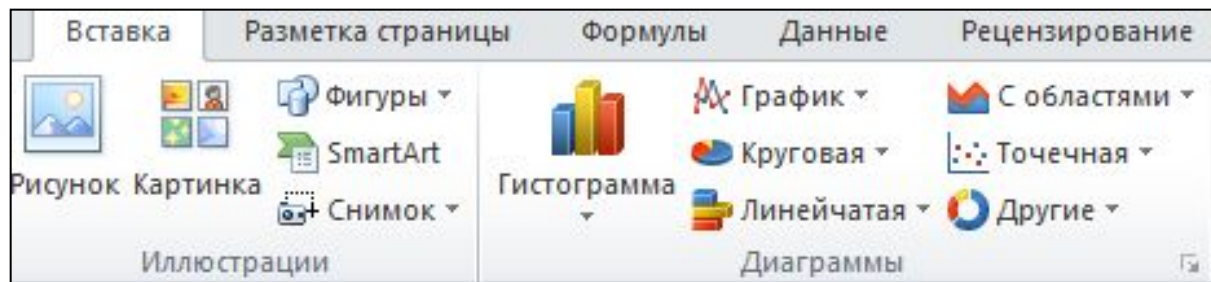 Вставка Разметка страницы Формулы Данные Рецензирование
Рисунок
Картинка
Фигуры
SmartArt
Снимок
Иллюстрации
Гистограмма
График
Круговая
Линейчатая
С областями
Точечная
Другие
Диаграммы